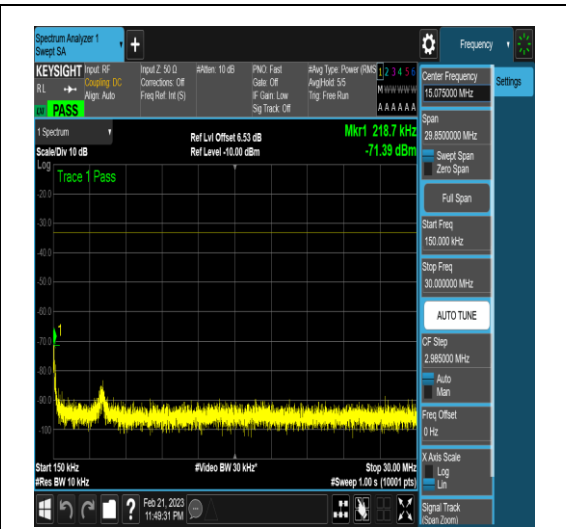 Spectrum Analyzer 1
Swept SA
Frequency
KEYSIGHT
RL
PASS
Input: RF
Coupling: DC
Align: Auto
Input Z: 50 Ω
Corrections: Off
Freq Ref: Int (S)
#Atten: 10 dB
PNO: Fast
Gate: Off
IF Gain: Low
Sig Track: Off
#Avg Type: Power (RMS
Avg|Hold: 5/5
Trig: Free Run
1 2 3 4 5 6
M W W W W W
A A A A A A
1 Spectrum
Scale/Div 10 dB
Ref Lvl Offset 6.53 dB
Ref Level -10.00 dBm
Mkr1 218.7 kHz
-71.39 dBm
Log
Trace 1 Pass
-20.0
-30.0
-40.0
-50.0
-60.0
-70.0
-80.0
-90.0
-100
1
Start 150 kHz
#Res BW 10 kHz
#Video BW 30 kHz*
Stop 30.00 MHz
#Sweep 1.00 s (10001 pts)
Feb 21, 2023
11:49:31 PM
Center Frequency
15.075000 MHz
Settings
Span
29.8500000 MHz
Swept Span
Zero Span
Full Span
Start Freq
150.000 kHz
Stop Freq
30.000000 MHz
AUTO TUNE
CF Step
2.985000 MHz
Auto
Man
Freq Offset
0 Hz
X Axis Scale
Log
Lin
Signal Track
(Span Zoom)